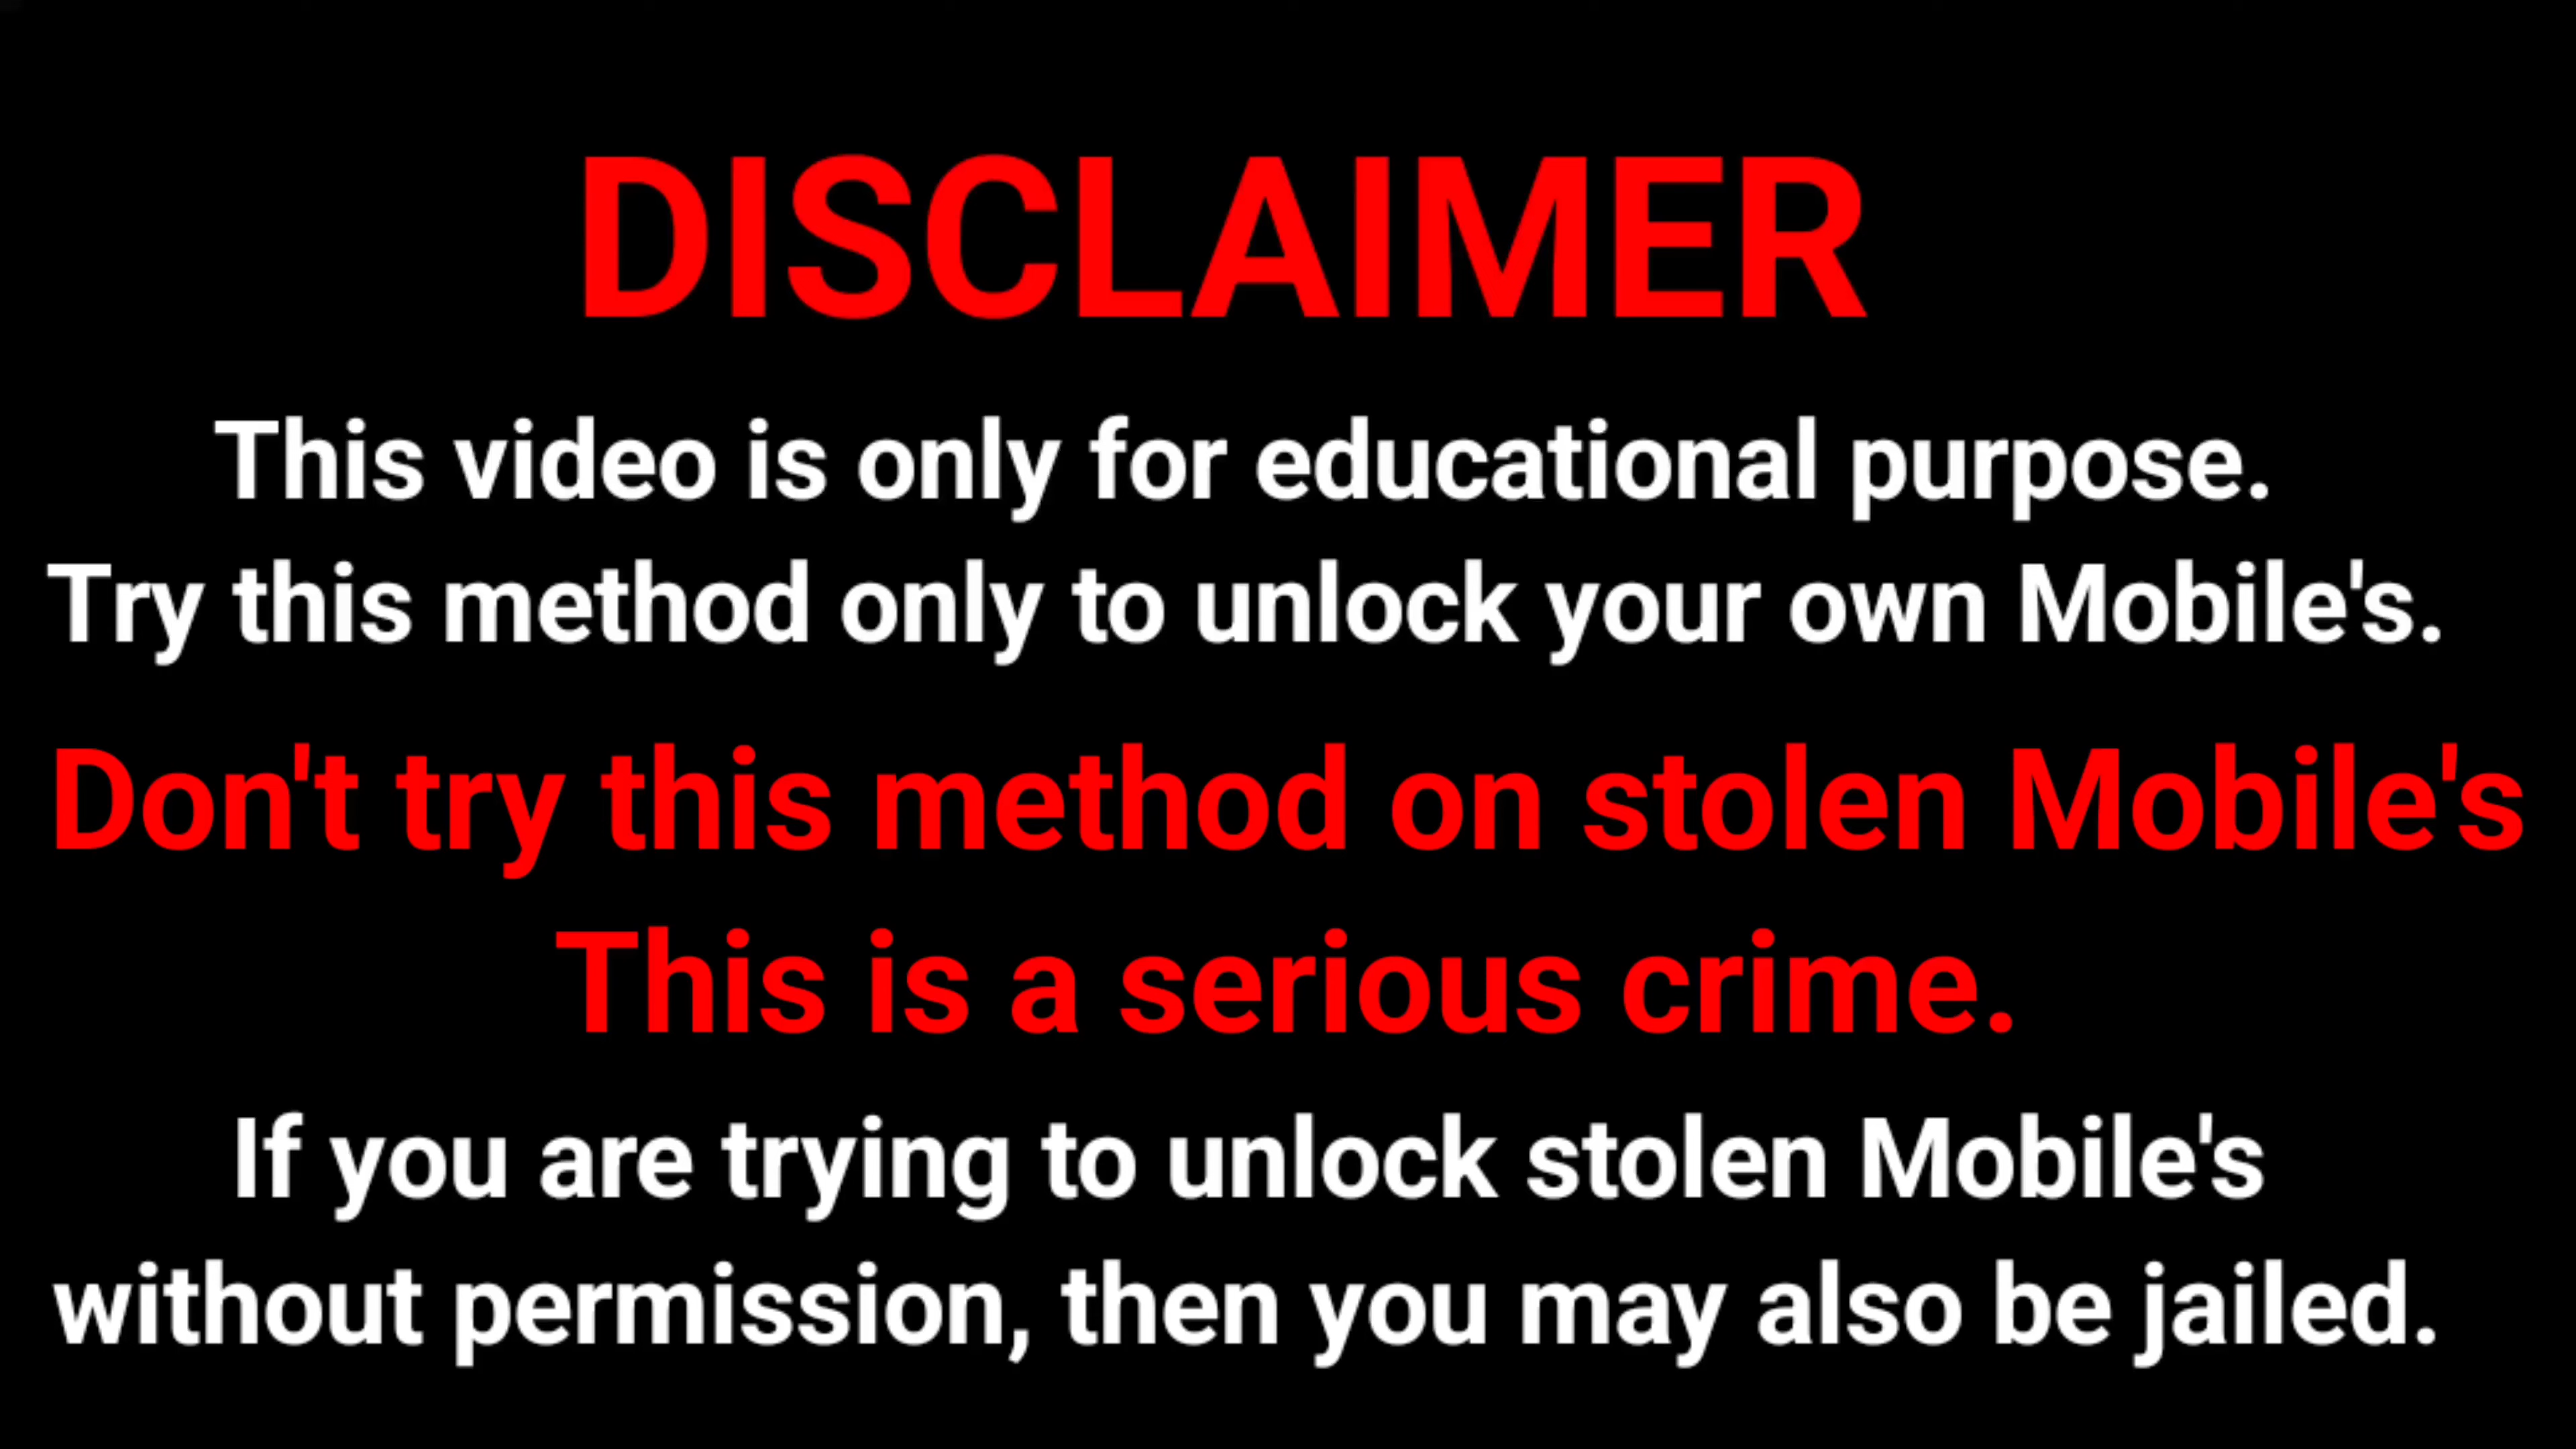 DISCLAIMER
This video is only for educational purpose.
Try this method only to unlock your own Mobile's.
Don't try this method on stolen Mobile's
This is a serious crime.
If you are trying to unlock stolen Mobile's
without permission, then you may also be jailed.